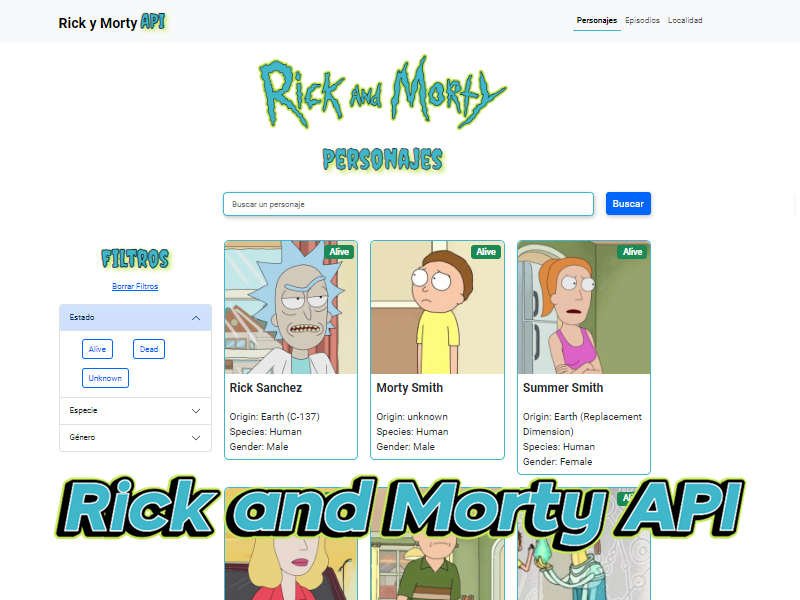 Rick y Morty API
Personajes Episodios Localidad
Rick and Morty
PERSONAJES
Buscar un personaje
Buscar
FILTROS
Borrar Filtros
Estado
Alive Dead
Unknown
Especie
Género
Alive
Rick Sanchez
Origin: Earth (C-137)
Species: Human
Gender: Male
Alive
Morty Smith
Origin: unknown
Species: Human
Gender: Male
Alive
Summer Smith
Origin: Earth (Replacement
Dimension)
Species: Human
Gender: Female
Rick and Morty API